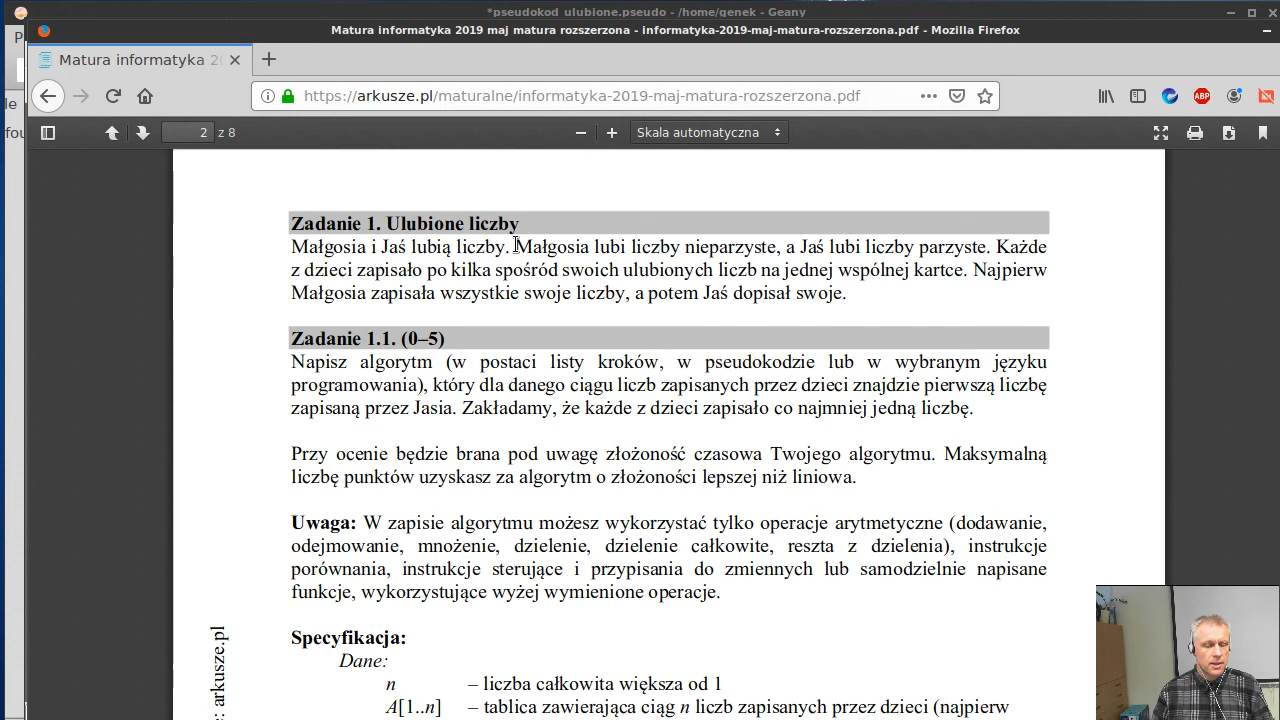 *pseudokod ulubione.pseudo - /home/genek - Geany
Matura informatyka 2019 maj matura rozszerzona - informatyka-2019-maj-matura-rozszerzona.pdf - Mozilla Firefox
Matura informatyka 2
https://arkusze.pl/maturalne/informatyka-2019-maj-matura-rozszerzona.pdf
ABP
2 z 8
Skala automatyczna
Zadanie 1. Ulubione liczby
Małgosia i Jaś lubią liczby. Małgosia lubi liczby nieparzyste, a Jaś lubi liczby parzyste. Każde
z dzieci zapisało po kilka spośród swoich ulubionych liczb na jednej wspólnej kartce. Najpierw
Małgosia zapisała wszystkie swoje liczby, a potem Jaś dopisał swoje.
Zadanie 1.1. (0–5)
Napisz algorytm (w postaci listy kroków, w pseudokodzie lub w wybranym języku
programowania), który dla danego ciągu liczb zapisanych przez dzieci znajdzie pierwszą liczbę
zapisaną przez Jasia. Zakładamy, że każde z dzieci zapisało co najmniej jedną liczbę.
Przy ocenie będzie brana pod uwagę złożoność czasowa Twojego algorytmu. Maksymalną
liczbę punktów uzyskasz za algorytm o złożoności lepszej niż liniowa.
Uwaga: W zapisie algorytmu możesz wykorzystać tylko operacje arytmetyczne (dodawanie,
odejmowanie, mnożenie, dzielenie, dzielenie całkowite, reszta z dzielenia), instrukcje
porównania, instrukcje sterujące i przypisania do zmiennych lub samodzielnie napisane
funkcje, wykorzystujące wyżej wymienione operacje.
Specyfikacja:
Dane:
n – liczba całkowita większa od 1
A[1..n] – tablica zawierająca ciąg n liczb zapisanych przez dzieci (najpierw
: arkusze.pl